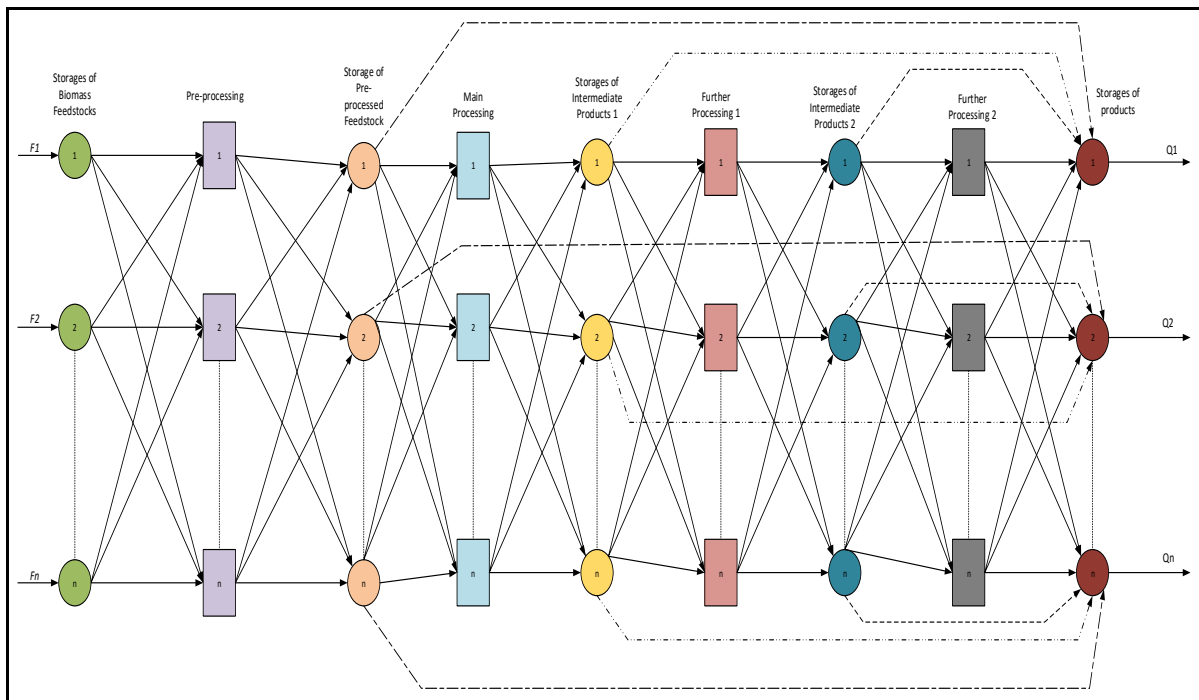 Storages of
Biomass
Feedstocks
Pre-processing
Storage of
Pre-
processed
Feedstock
Main
Processing
Storages of
Intermediate
Products 1
Further
Processing 1
Storages of
Intermediate
Products 2
Further
Processing 2
Storages of
products
F1
1
1
1
1
1
1
1
1
1
Q1
F2
2
2
2
2
2
2
2
2
2
Q2
Fn
n
n
n
n
n
n
n
n
n
Qn